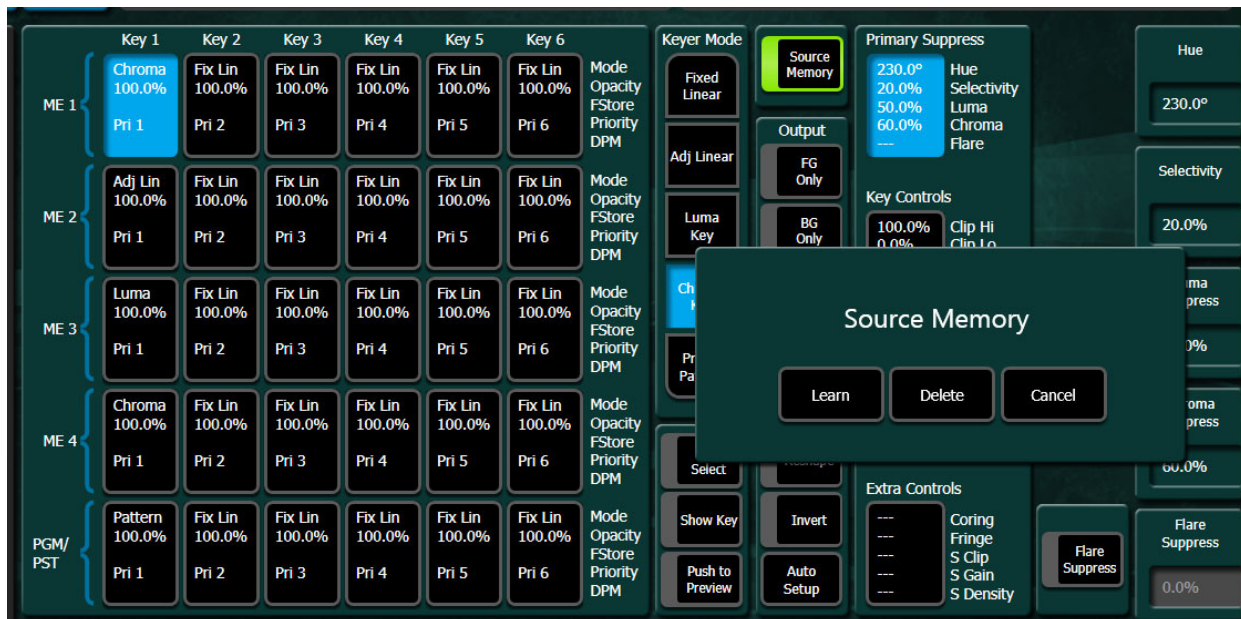 Key 1 Key 2 Key 3 Key 4 Key 5 Key 6
ME 1
Chroma Fix Lin Fix Lin Fix Lin Fix Lin Fix Lin Mode
100.0% 100.0% 100.0% 100.0% 100.0% 100.0% Opacity
FStore
Pri 1 Pri 2 Pri 3 Pri 4 Pri 5 Pri 6 Priority
DPM
ME 2
Adj Lin Fix Lin Fix Lin Fix Lin Fix Lin Fix Lin Mode
100.0% 100.0% 100.0% 100.0% 100.0% 100.0% Opacity
FStore
Pri 1 Pri 2 Pri 3 Pri 4 Pri 5 Pri 6 Priority
DPM
ME 3
Luma Fix Lin Fix Lin Fix Lin Fix Lin Fix Lin Mode
100.0% 100.0% 100.0% 100.0% 100.0% 100.0% Opacity
FStore
Pri 1 Pri 2 Pri 3 Pri 4 Pri 5 Pri 6 Priority
DPM
ME 4
Chroma Fix Lin Fix Lin Fix Lin Fix Lin Fix Lin Mode
100.0% 100.0% 100.0% 100.0% 100.0% 100.0% Opacity
FStore
Pri 1 Pri 2 Pri 3 Pri 4 Pri 5 Pri 6 Priority
DPM
PGM/
PST
Pattern Fix Lin Fix Lin Fix Lin Fix Lin Fix Lin Mode
100.0% 100.0% 100.0% 100.0% 100.0% 100.0% Opacity
FStore
Pri 1 Pri 2 Pri 3 Pri 4 Pri 5 Pri 6 Priority
DPM
Keyer Mode
Fixed
Linear
Adj Linear
Luma
Key
Select
Show Key
Push to
Preview
Source
Memory
Output
FG
Only
BG
Only
Invert
Auto
Setup
Primary Suppress
230.0° Hue
20.0% Selectivity
50.0% Luma
60.0% Chroma
--- Flare
Key Controls
100.0% Clip Hi
0.0% Clip Lo
Source Memory
Learn Delete Cancel
Extra Controls
--- Coring
--- Fringe
--- S Clip
--- S Gain
--- S Density
Flare
Suppress
Hue
230.0°
Selectivity
20.0%
60.0%
Flare
Suppress
0.0%